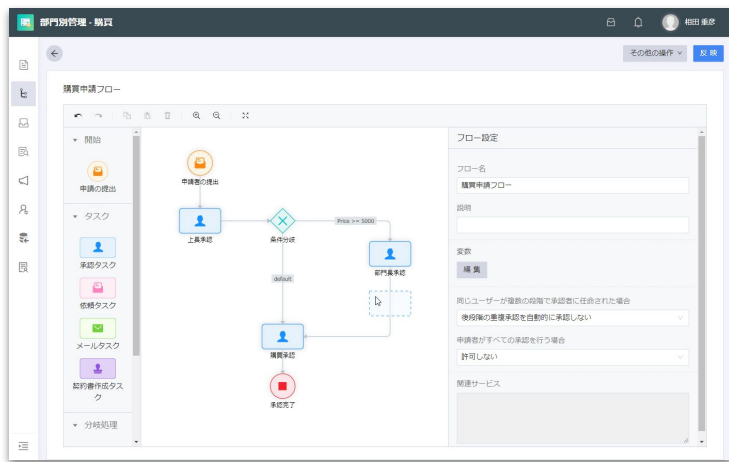 部門別管理 - 購買
相田 重彦
その他の操作
反 映
購買申請フロー
開始
申請の提出
タスク
承認タスク
依頼タスク
メールタスク
契約書作成タス
ク
分岐処理
申請者の提出
上長承認
条件分岐
Price >= 5000
部門長承認
default
購買承認
承認完了
フロー設定
フロー名
購買申請フロー
説明
変数
編 集
同じユーザーが複数の段階で承認者に任命された場合
後段階の重複承認を自動的に承認しない
申請者がすべての承認を行う場合
許可しない
関連サービス